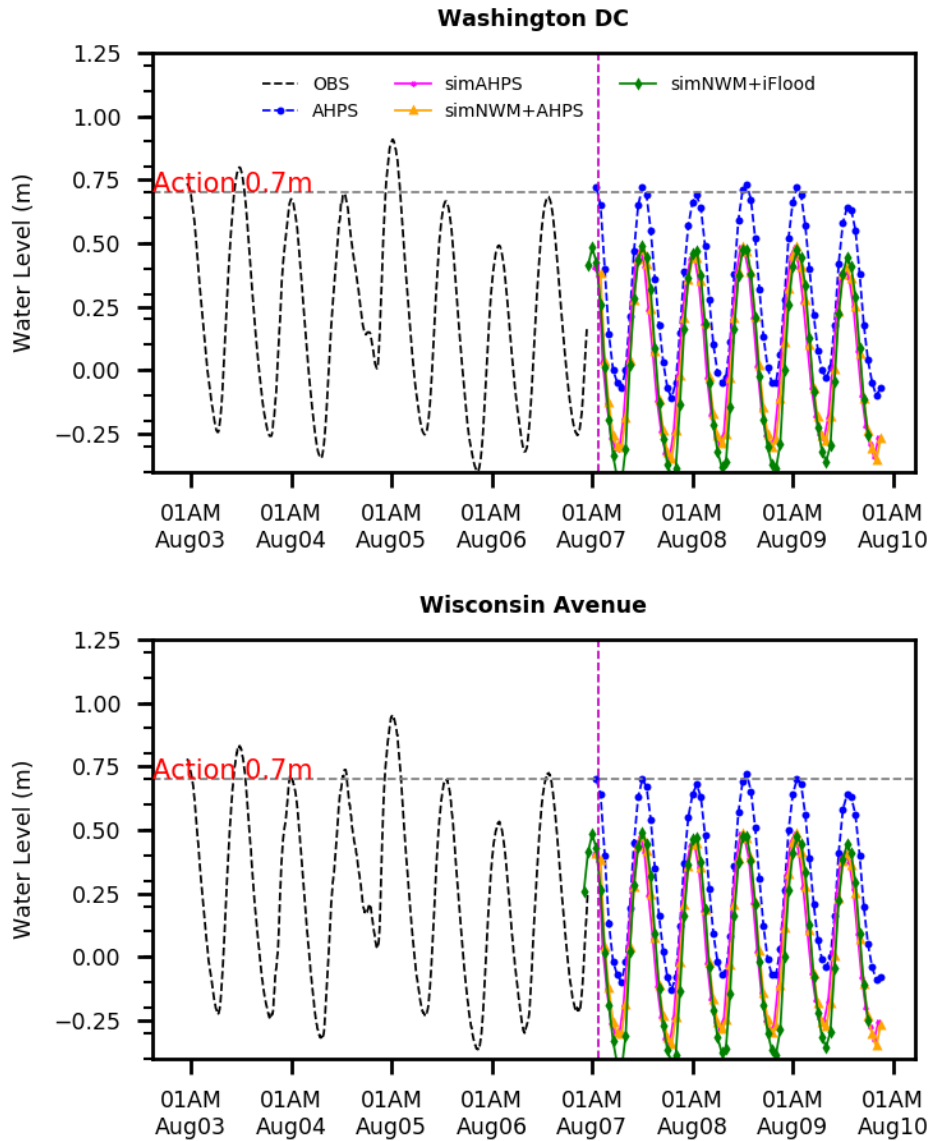 Washington DC
1.25
1.00
0.75
0.50
0.25
0.00
−0.25
Water Level (m)
OBS
AHPS
simAHPS
simNWM+AHPS
simNWM+iFlood
Action 0.7m
01AM Aug03
01AM Aug04
01AM Aug05
01AM Aug06
01AM Aug07
01AM Aug08
01AM Aug09
01AM Aug10
Wisconsin Avenue
1.25
1.00
0.75
0.50
0.25
0.00
−0.25
Water Level (m)
Action 0.7m
01AM Aug03
01AM Aug04
01AM Aug05
01AM Aug06
01AM Aug07
01AM Aug08
01AM Aug09
01AM Aug10